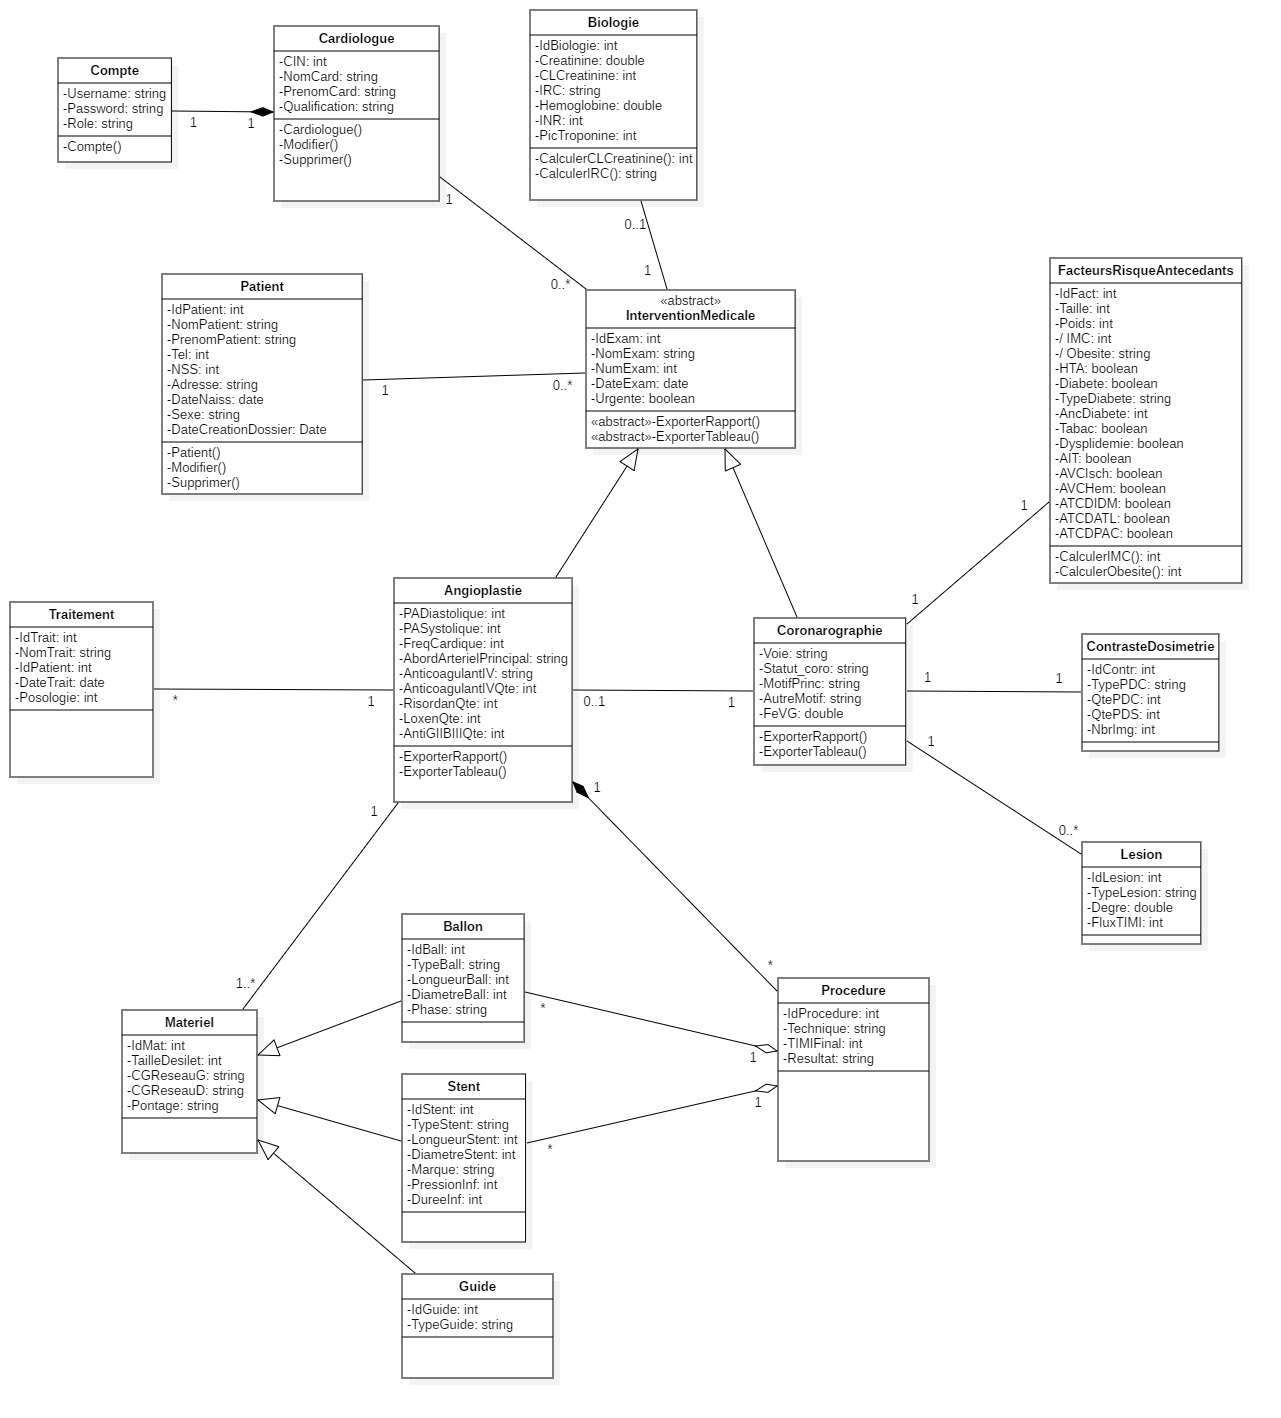 Compte
-Username: string
-Password: string
-Role: string
-Compte()
1
1
Cardiologue
-CIN: int
-NomCard: string
-PrenomCard: string
-Qualification: string
-Cardiologue()
-Modifier()
-Supprimer()
1
0..*
Biologie
-IdBiologie: int
-Creatinine: double
-CLCreatinine: int
-IRC: string
-Hemoglobine: double
-INR: int
-PicTroponine: int
-CalculerCLCreatinine(): int
-CalculerIRC(): string
0..1
1
Patient
-IdPatient: int
-NomPatient: string
-PrenomPatient: string
-Tel: int
-NSS: int
-Adresse: string
-DateNaiss: date
-Sexe: string
-DateCreationDossier: Date
-Patient()
-Modifier()
-Supprimer()
1
0..*
«abstract»
InterventionMedicale
-IdExam: int
-NomExam: string
-NumExam: int
-DateExam: date
-Urgente: boolean
«abstract»-ExporterRapport()
«abstract»-ExporterTableau()
FacteursRisqueAntecedants
-IdFact: int
-Taille: int
-Poids: int
-/ IMC: int
-/ Obesite: string
-HTA: boolean
-Diabete: boolean
-TypeDiabete: string
-AncDiabete: int
-Tabac: boolean
-Dysplidemie: boolean
-AIT: boolean
-AVCIsch: boolean
-AVCHem: boolean
-ATCDIDM: boolean
-ATCDATL: boolean
-ATCDPAC: boolean
-CalculerIMC(): int
-CalculerObesite(): int
1
1
Traitement
-IdTrait: int
-NomTrait: string
-IdPatient: int
-DateTrait: date
-Posologie: int
*
1
Angioplastie
-PADiastolique: int
-PASystolique: int
-FreqCardique: int
-AbordArterielPrincipal: string
-AnticoagulantIV: string
-AnticoagulantIVQte: int
-RisordanQte: int
-LoxenQte: int
-AntiGIIBIIIQte: int
-ExporterRapport()
-ExporterTableau()
0..1
1
Coronarographie
-Voie: string
-Statut_coro: string
-MotifPrinc: string
-AutreMotif: string
-FeVG: double
-ExporterRapport()
-ExporterTableau()
1
1
ContrasteDosimetrie
-IdContr: int
-TypePDC: string
-QtePDC: int
-QtePDS: int
-NbrImg: int
1
0..*
Lesion
-IdLesion: int
-TypeLesion: string
-Degre: double
-FluxTIMI: int
1
1..*
1
*
Materiel
-IdMat: int
-TailleDesilet: int
-CGReseauG: string
-CGReseauD: string
-Pontage: string
Ballon
-IdBall: int
-TypeBall: string
-LongueurBall: int
-DiametreBall: int
-Phase: string
*
1
Procedure
-IdProcedure: int
-Technique: string
-TIMIFinal: int
-Resultat: string
Stent
-IdStent: int
-TypeStent: string
-LongueurStent: int
-DiametreStent: int
-Marque: string
-PressionInf: int
-DureeInf: int
*
1
Guide
-IdGuide: int
-TypeGuide: string